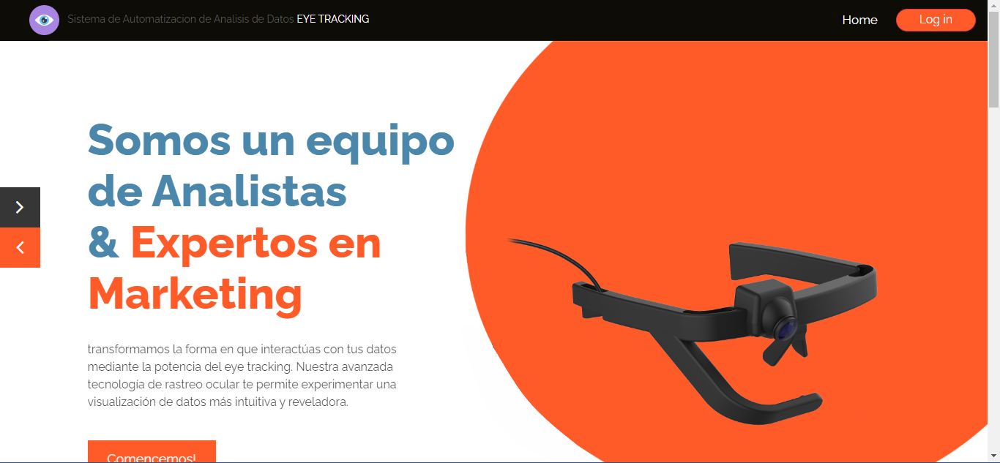 Sistema de Automatizacion de Analisis de Datos EYE TRACKING
Home
Log in
Somos un equipo
de Analistas
& Expertos en
Marketing
transformamos la forma en que interactúas con tus datos
mediante la potencia del eye tracking. Nuestra avanzada
tecnología de rastreo ocular te permite experimentar una
visualización de datos más intuitiva y reveladora.
Comencemos!